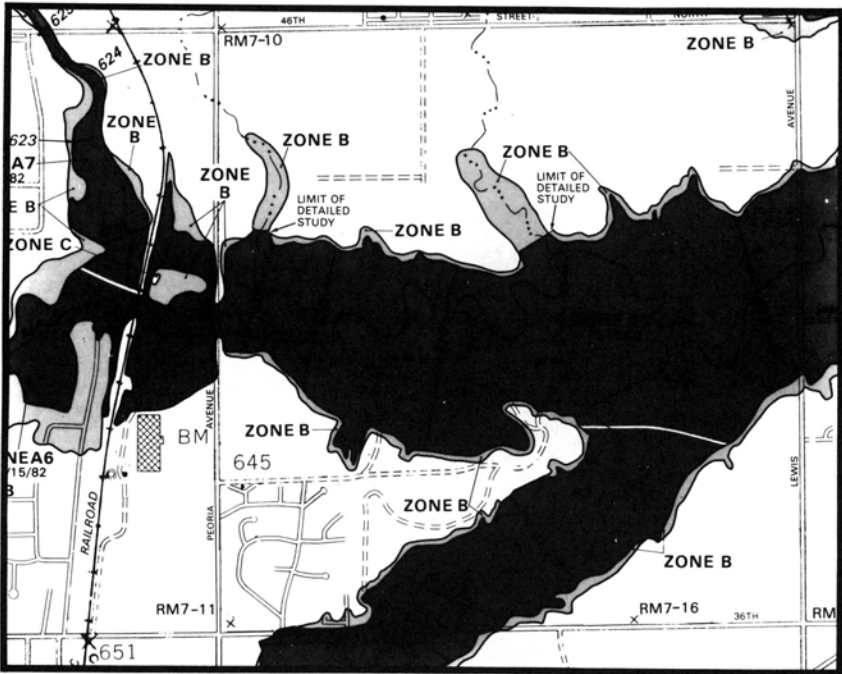 628
46TH
STREET
NORTH
RM7-10
ZONE B
624
ZONE B
ZONE
B
623
A7
82
ZONE B
ZONE B
AVENUE
ZONE
B
LIMIT OF
DETAILED
STUDY
LIMIT OF
DETAILED
STUDY
E B
ZONE B
ZONE C
AVENUE
ZONE B
BM
645
NEA6
/15/82
B
ZONE B
LEWIS
PEORIA
RAILROAD
ZONE B
RM7-11
RM7-16
36TH
RM
651